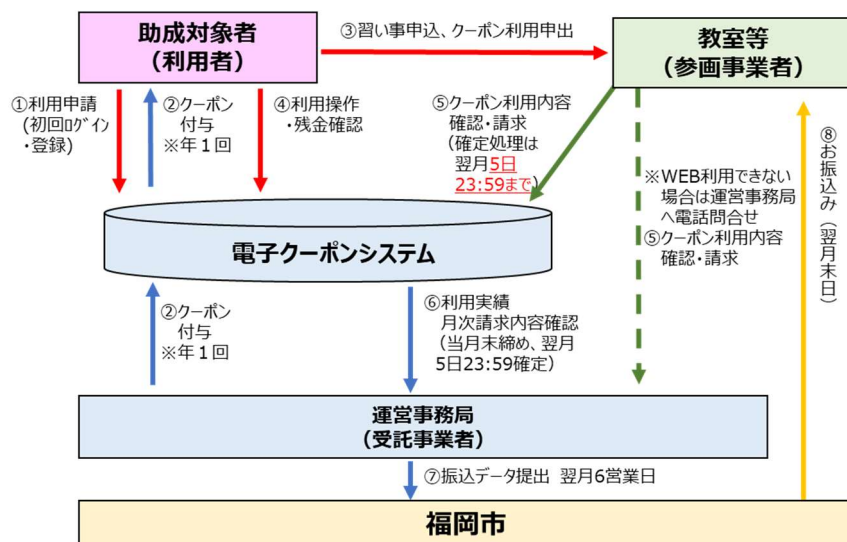 助成対象者
（利用者）
③習い事申込、クーポン利用申出
教室等
（参画事業者）
①利用申請
(初回ﾛｸﾞｲﾝ
・登録)
②クーポン
付与
※年１回
④利用操作
・残金確認
⑤クーポン利用内容
確認・請求
（確定処理は
翌月5日
23:59まで）
※WEB利用できない
場合は運営事務局
へ電話問合せ
⑤クーポン利用内容
確認・請求
⑧お振込み（翌月末日）
電子クーポンシステム
②クーポン
付与
※年１回
⑥利用実績
月次請求内容確認
（当月末締め、翌月
5日23:59確定）
運営事務局
（受託事業者）
⑦振込データ提出 翌月6営業日
福岡市